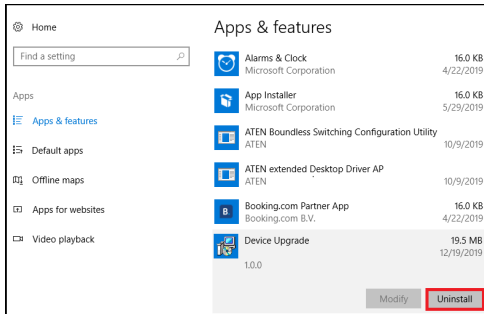 Home
Find a setting
Apps
Apps & features
Default apps
Offline maps
Apps for websites
Video playback
Apps & features
Alarms & Clock 16.0 KB
Microsoft Corporation 4/22/2019
App Installer 16.0 KB
Microsoft Corporation 5/29/2019
ATEN Boundless Switching Configuration Utility
ATEN 10/9/2019
ATEN extended Desktop Driver AP
ATEN 10/9/2019
B
Booking.com Partner App 16.0 KB
Booking.com B.V. 4/22/2019
Device Upgrade 19.5 MB
12/19/2019
1.0.0
Modify Uninstall